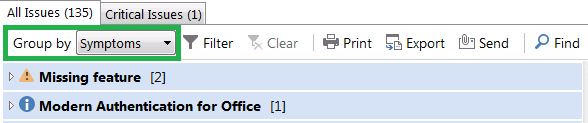 All Issues (135) Critical Issues (1)
Group by Symptoms Filter Clear Print Export Send Find
Missing feature [2]
Modern Authentication for Office [1]